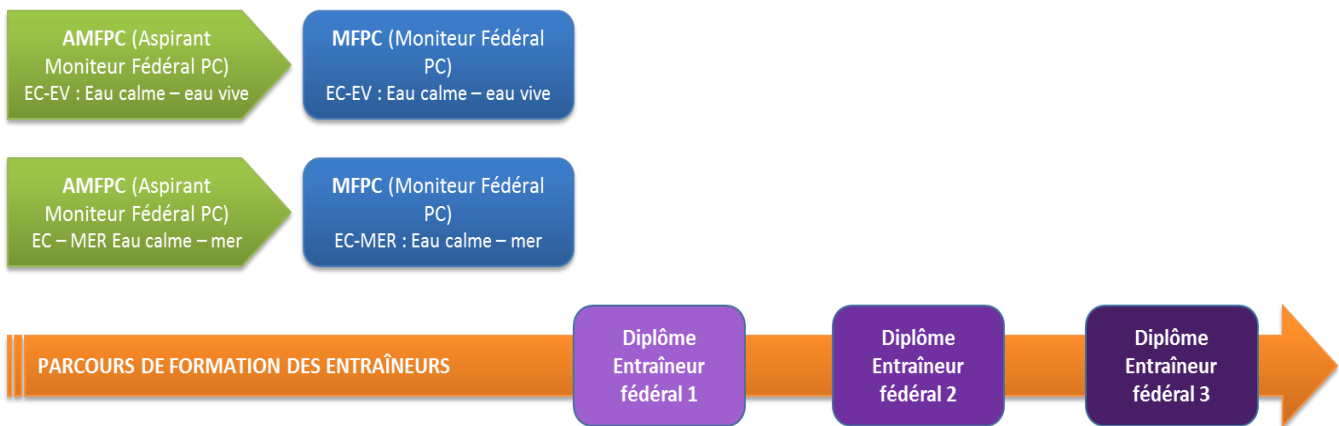 AMFPC (Aspirant
Moniteur Fédéral PC)
EC-EV : Eau calme – eau vive
MFPC (Moniteur Fédéral
PC)
EC-EV : Eau calme – eau vive
AMFPC (Aspirant
Moniteur Fédéral PC)
EC – MER Eau calme – mer
MFPC (Moniteur Fédéral
PC)
EC-MER : Eau calme – mer
PARCOURS DE FORMATION DES ENTRAÎNEURS
Diplôme
Entraîneur
fédéral 1
Diplôme
Entraîneur
fédéral 2
Diplôme
Entraîneur
fédéral 3